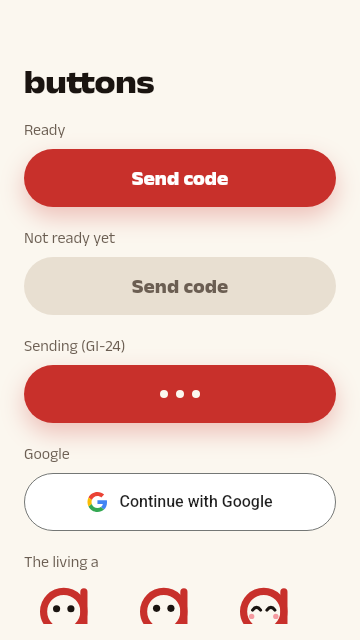 buttons
Ready
Send code
Not ready yet
Send code
Sending (GI-24)
Google
Continue with Google
The living a